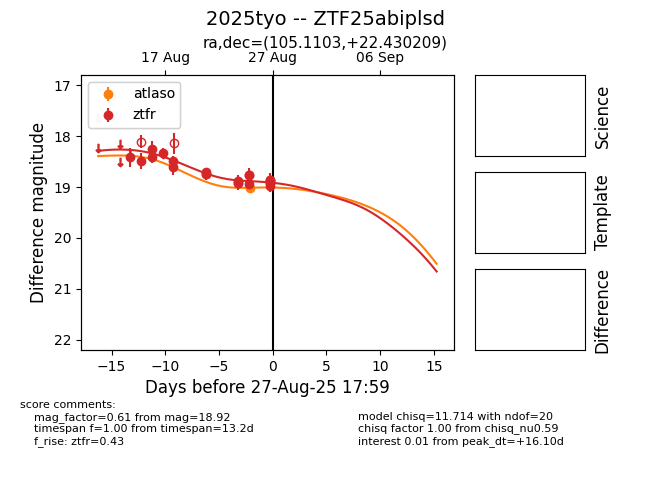 2025tyo -- ZTF25abiplsd
ra,dec=(105.1103,+22.430209)
17 Aug 27 Aug 06 Sep
atlaso
ztfr
17
18
19
20
21
22
Difference magnitude
−15 −10 −5 0 5 10 15
Days before 27-Aug-25 17:59
Science
Template
Difference
score comments:
mag_factor=0.61 from mag=18.92
timespan f=1.00 from timespan=13.2d
f_rise: ztfr=0.43
model chisq=11.714 with ndof=20
chisq factor 1.00 from chisq_nu0.59
interest 0.01 from peak_dt=+16.10d